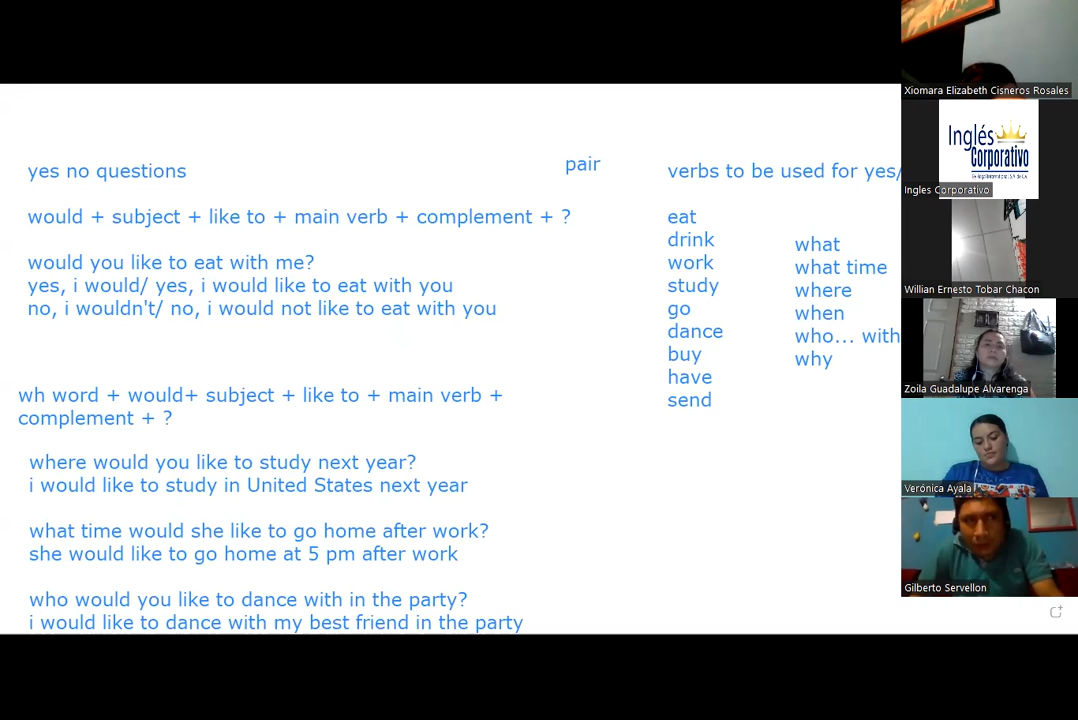 yes no questions
would + subject + like to + main verb + complement + ?
would you like to eat with me?
yes, i would/ yes, i would like to eat with you
no, i wouldn't/ no, i would not like to eat with you
wh word + would+ subject + like to + main verb +
complement + ?
where would you like to study next year?
i would like to study in United States next year
what time would she like to go home after work?
she would like to go home at 5 pm after work
who would you like to dance with in the party?
i would like to dance with my best friend in the party
pair
verbs to be used for yes/
eat
drink
work
study
go
dance
buy
have
send
what
what time
where
when
who... with
why
Xiomara Elizabeth Cisneros Rosales
Inglés
Corporativo
Ingles Corporativo
Willian Ernesto Tobar Chacon
Zoila Guadalupe Alvarenga
Verónica Ayala
Gilberto Servellon